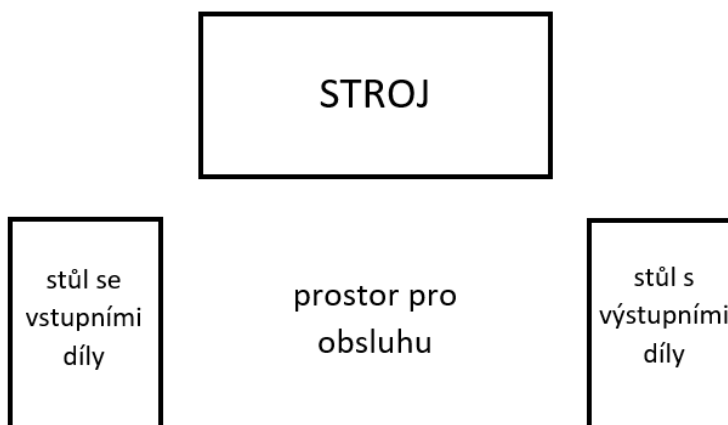 STROJ
stůl se
vstupními
díly
prostor pro
obsluhu
stůl s
výstupními
díly